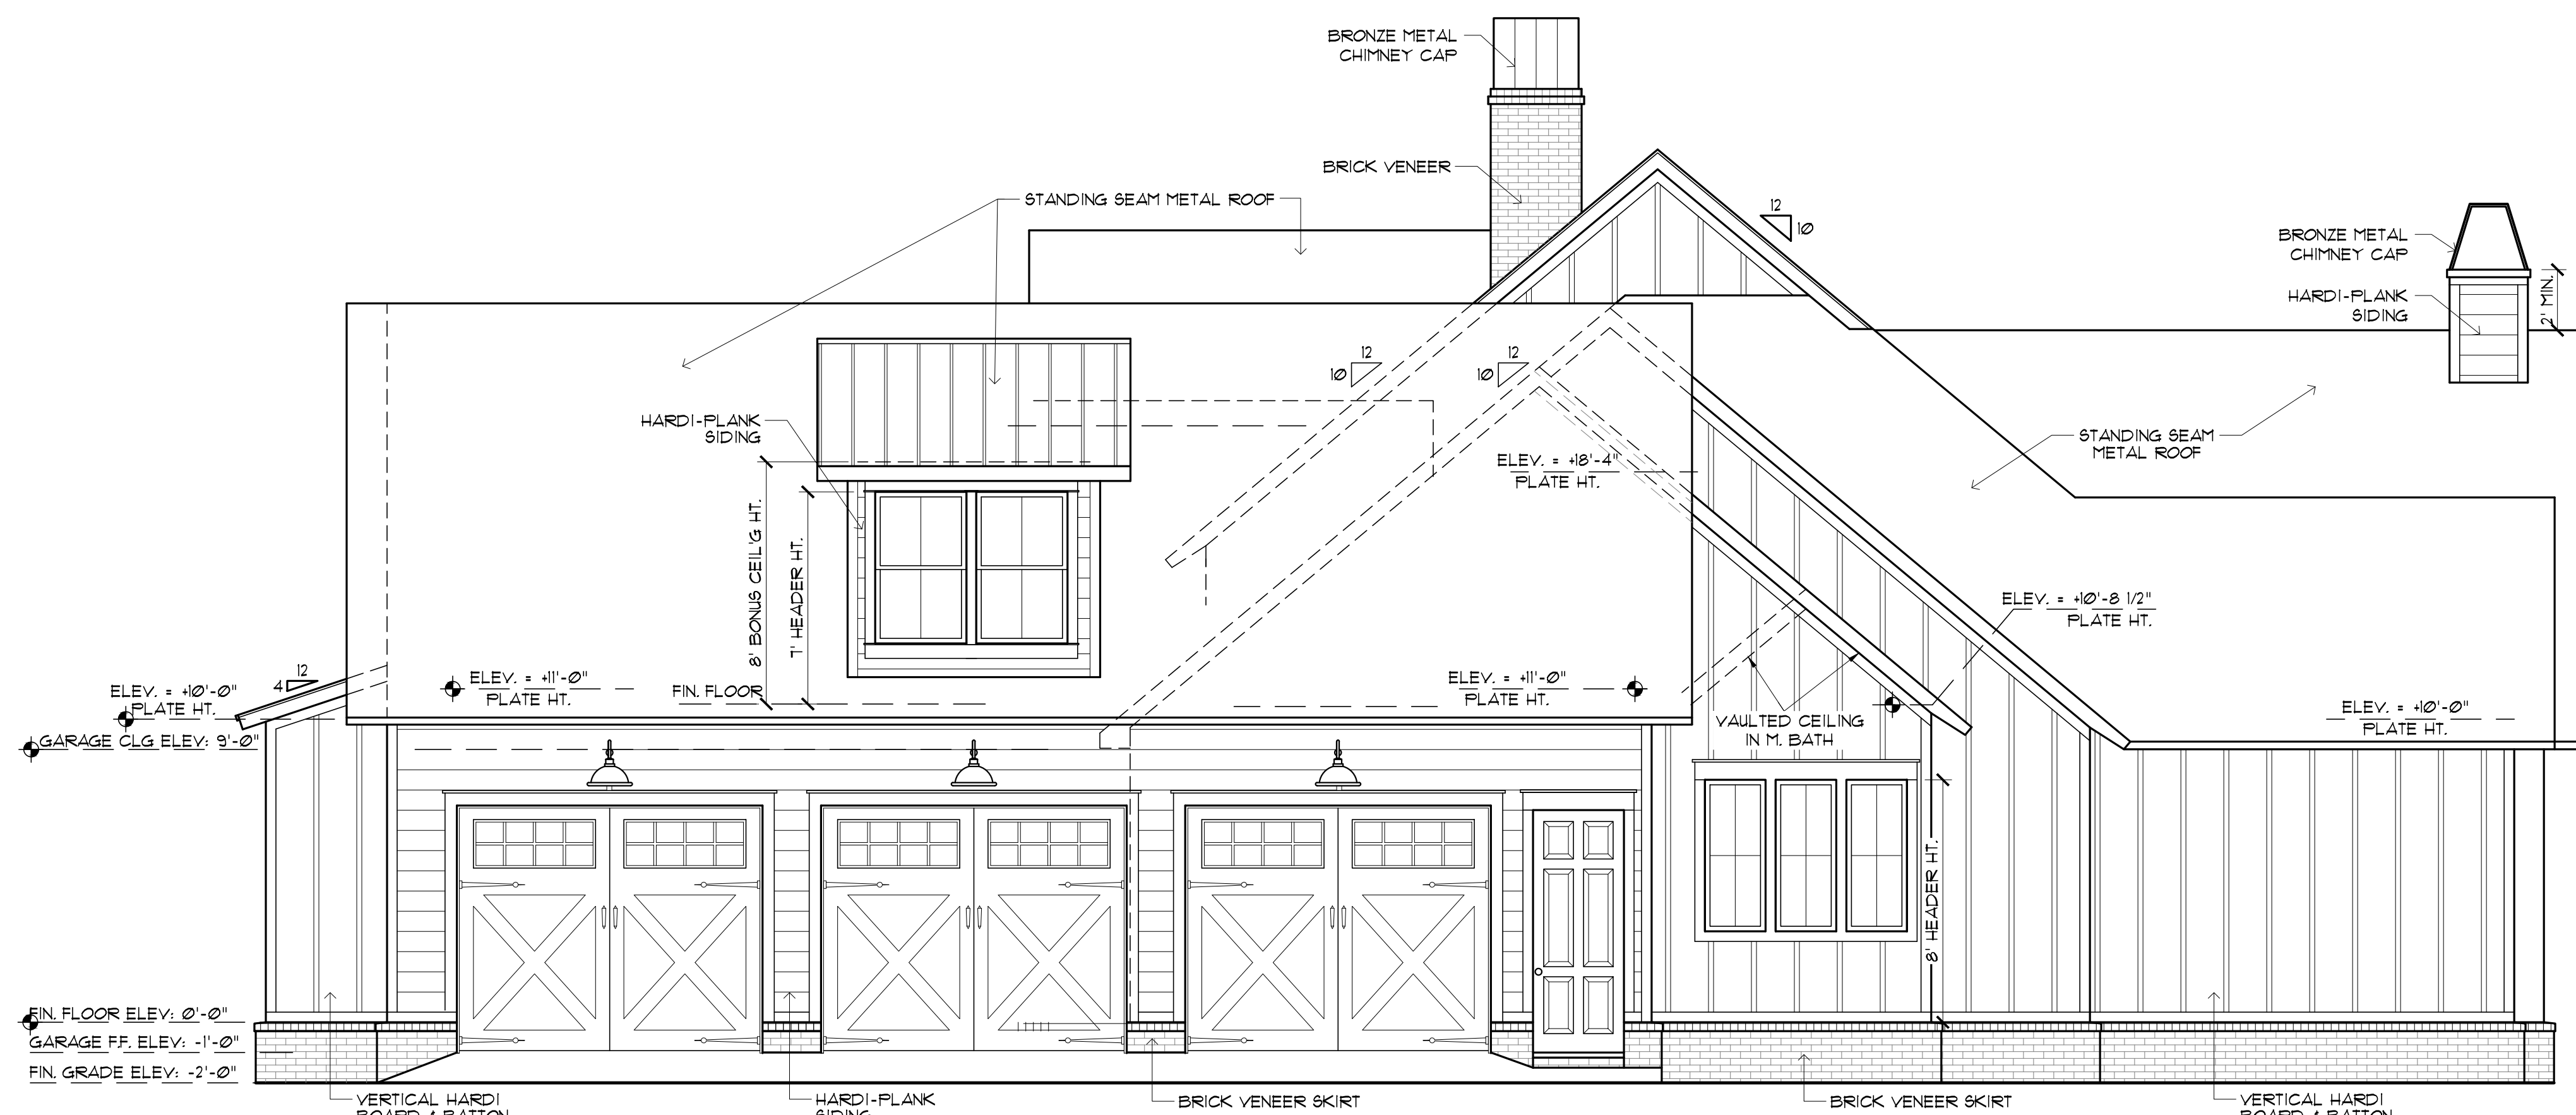 BRONZE METAL
CHIMNEY CAP
BRICK VENEER
STANDING SEAM METAL ROOF
12
10
BRONZE METAL
CHIMNEY CAP
HARDI-PLANK
SIDING
2' MIN.
12
10
12
10
HARDI-PLANK
SIDING
STANDING SEAM
METAL ROOF
ELEV. = +18'-4"
PLATE HT.
8' BONUS CEIL'G HT.
7' HEADER HT.
ELEV. = +10'-8 1/2"
PLATE HT.
12
4
ELEV. = +10'-0"
PLATE HT.
ELEV. = +11'-0"
PLATE HT.
FIN. FLOOR
ELEV. = +11'-0"
PLATE HT.
VAULTED CEILING
IN M. BATH
ELEV. = +10'-0"
PLATE HT.
GARAGE CLG ELEV: 9'-0"
8' HEADER HT.
FIN. FLOOR ELEV: 0'-0"
GARAGE F.F. ELEV: -1'-0"
FIN. GRADE ELEV: -2'-0"
VERTICAL HARDI
BOARD & BATTON
HARDI-PLANK
SIDING
BRICK VENEER SKIRT
BRICK VENEER SKIRT
VERTICAL HARDI
BOARD & BATTON